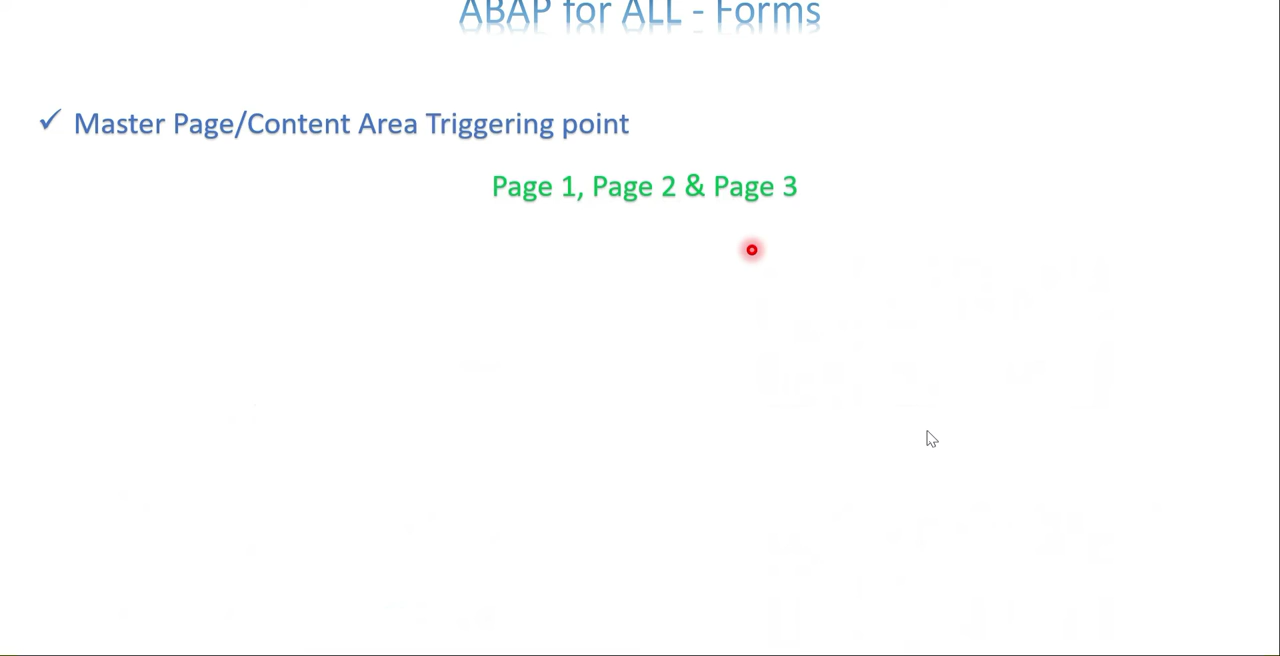 ABAP for ALL - Forms
✓ Master Page/Content Area Triggering point
Page 1, Page 2 & Page 3